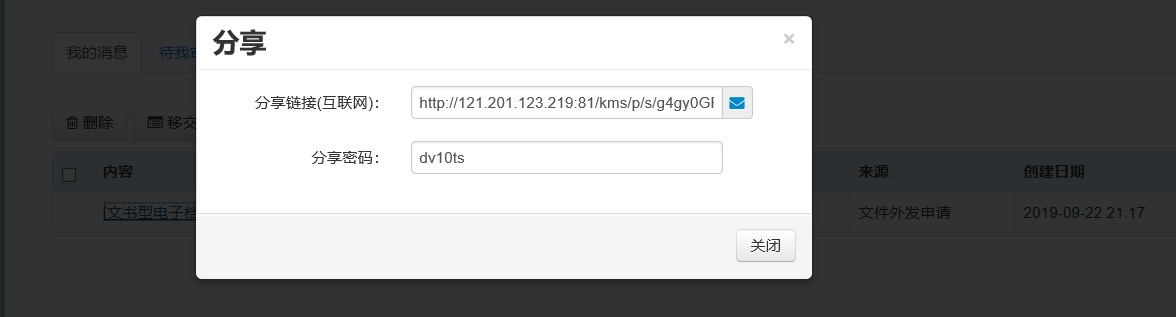 分享
×
我的消息
待我
分享链接(互联网)：
http://121.201.123.219:81/kms/p/s/g4gy0G
删除
移交
分享密码：
dv10ts
内容
来源
创建日期
[文书型电子档
文件外发申请
2019-09-22 21:17
关闭